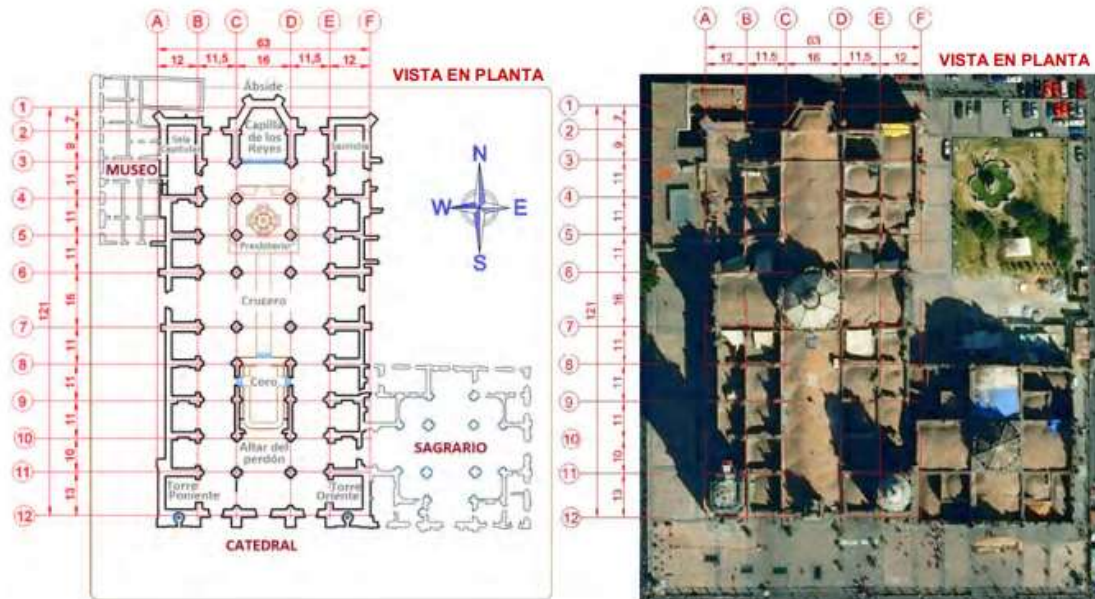 A B C D E F
63
12 11,5 16 11,5 12
VISTA EN PLANTA
1
2
3
4
5
6
7
8
9
10
11
12
121
7
9
11
11
11
16
11
11
11
10
13
Ábside
Capilla
de los
Reyes
Sala
Capitular
MUSEO
Presbiterio
Crucero
Coro
Altar del
perdón
Torre
Poniente
Torre
Oriente
N
W E
S
SAGRARIO
CATEDRAL
A B C D E F
63
12 11,5 16 11,5 12
VISTA EN PLANTA
1
2
3
4
5
6
7
8
9
10
11
12
121
7
9
11
11
11
16
11
11
11
10
13